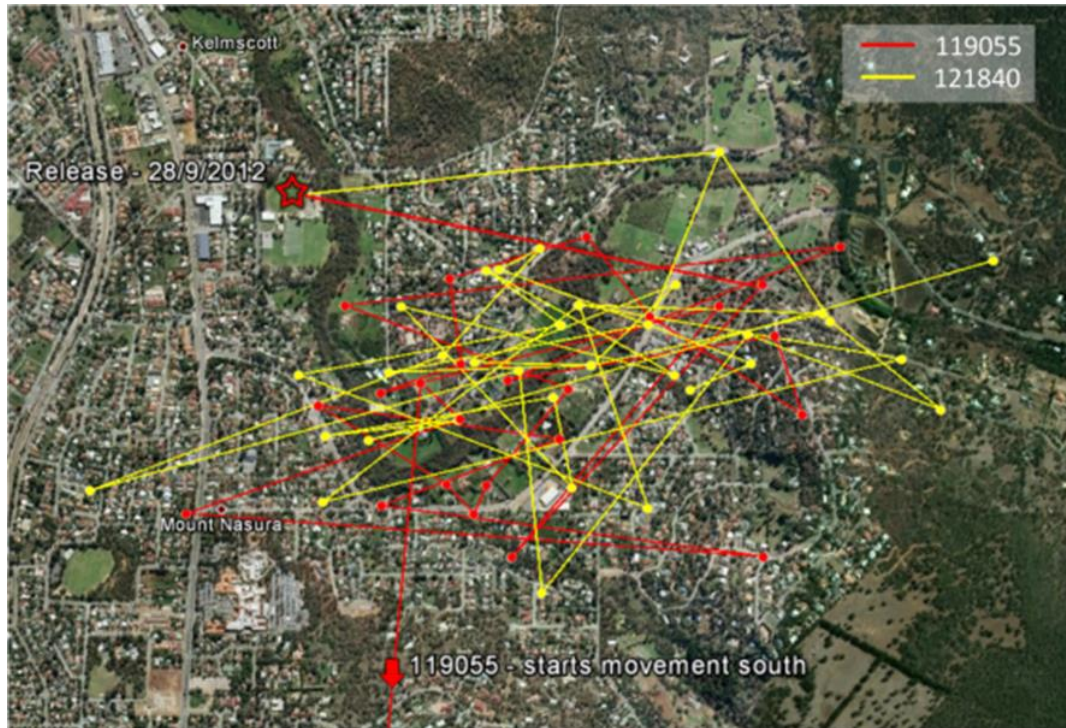 119055
121840
Kelmscott
Release - 28/9/2012
Mount Nasura
119055 - starts movement south